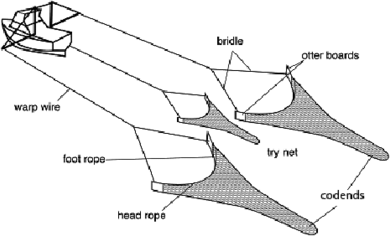 bridle
otter boards
warp wire
foot rope
try net
codends
head rope